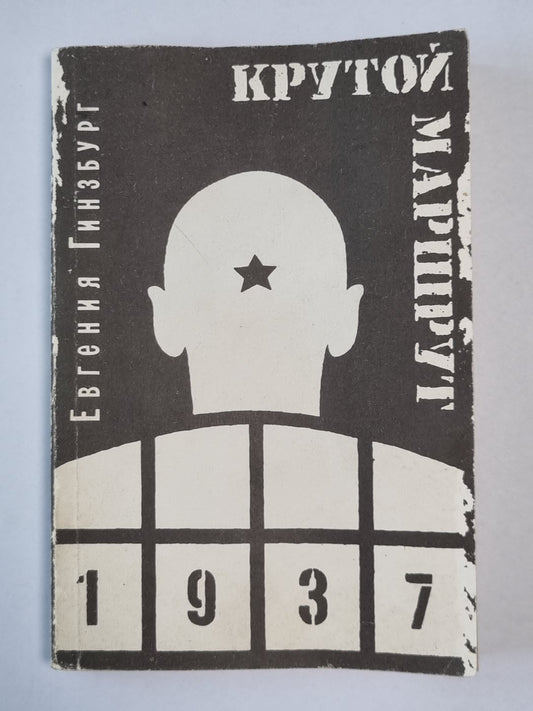 Евгения Гинзбург
КРУТОЙ
МАРШРУТ
1937